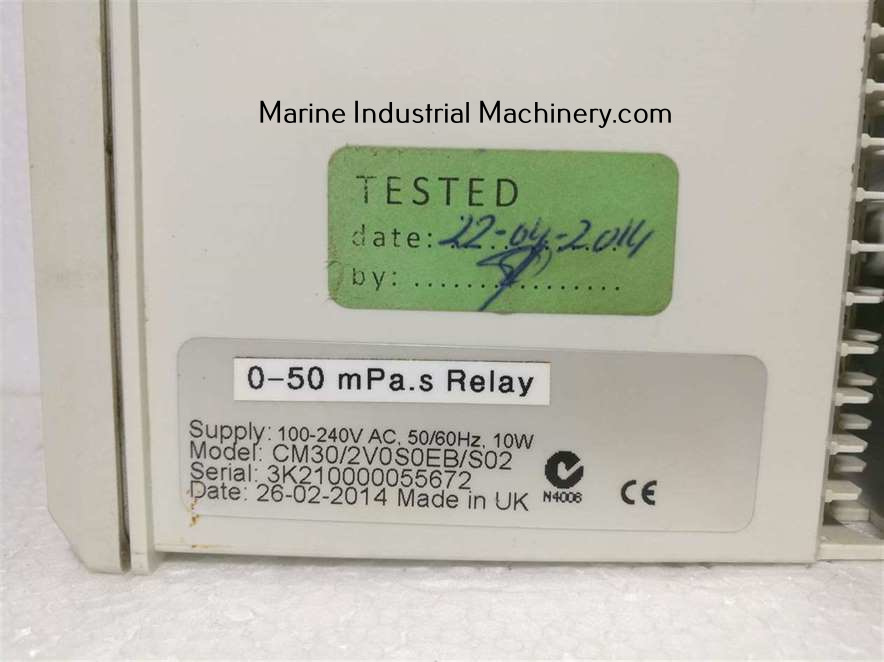 Marine Industrial Machinery.com
TESTED
date: 22-04-2014
by: ................
0-50 mPa.s Relay
Supply: 100-240V AC, 50/60Hz, 10W
Model: CM30/2V0S0EB/S02
Serial: 3K210000055672
Date: 26-02-2014 Made in UK
N4006
CE